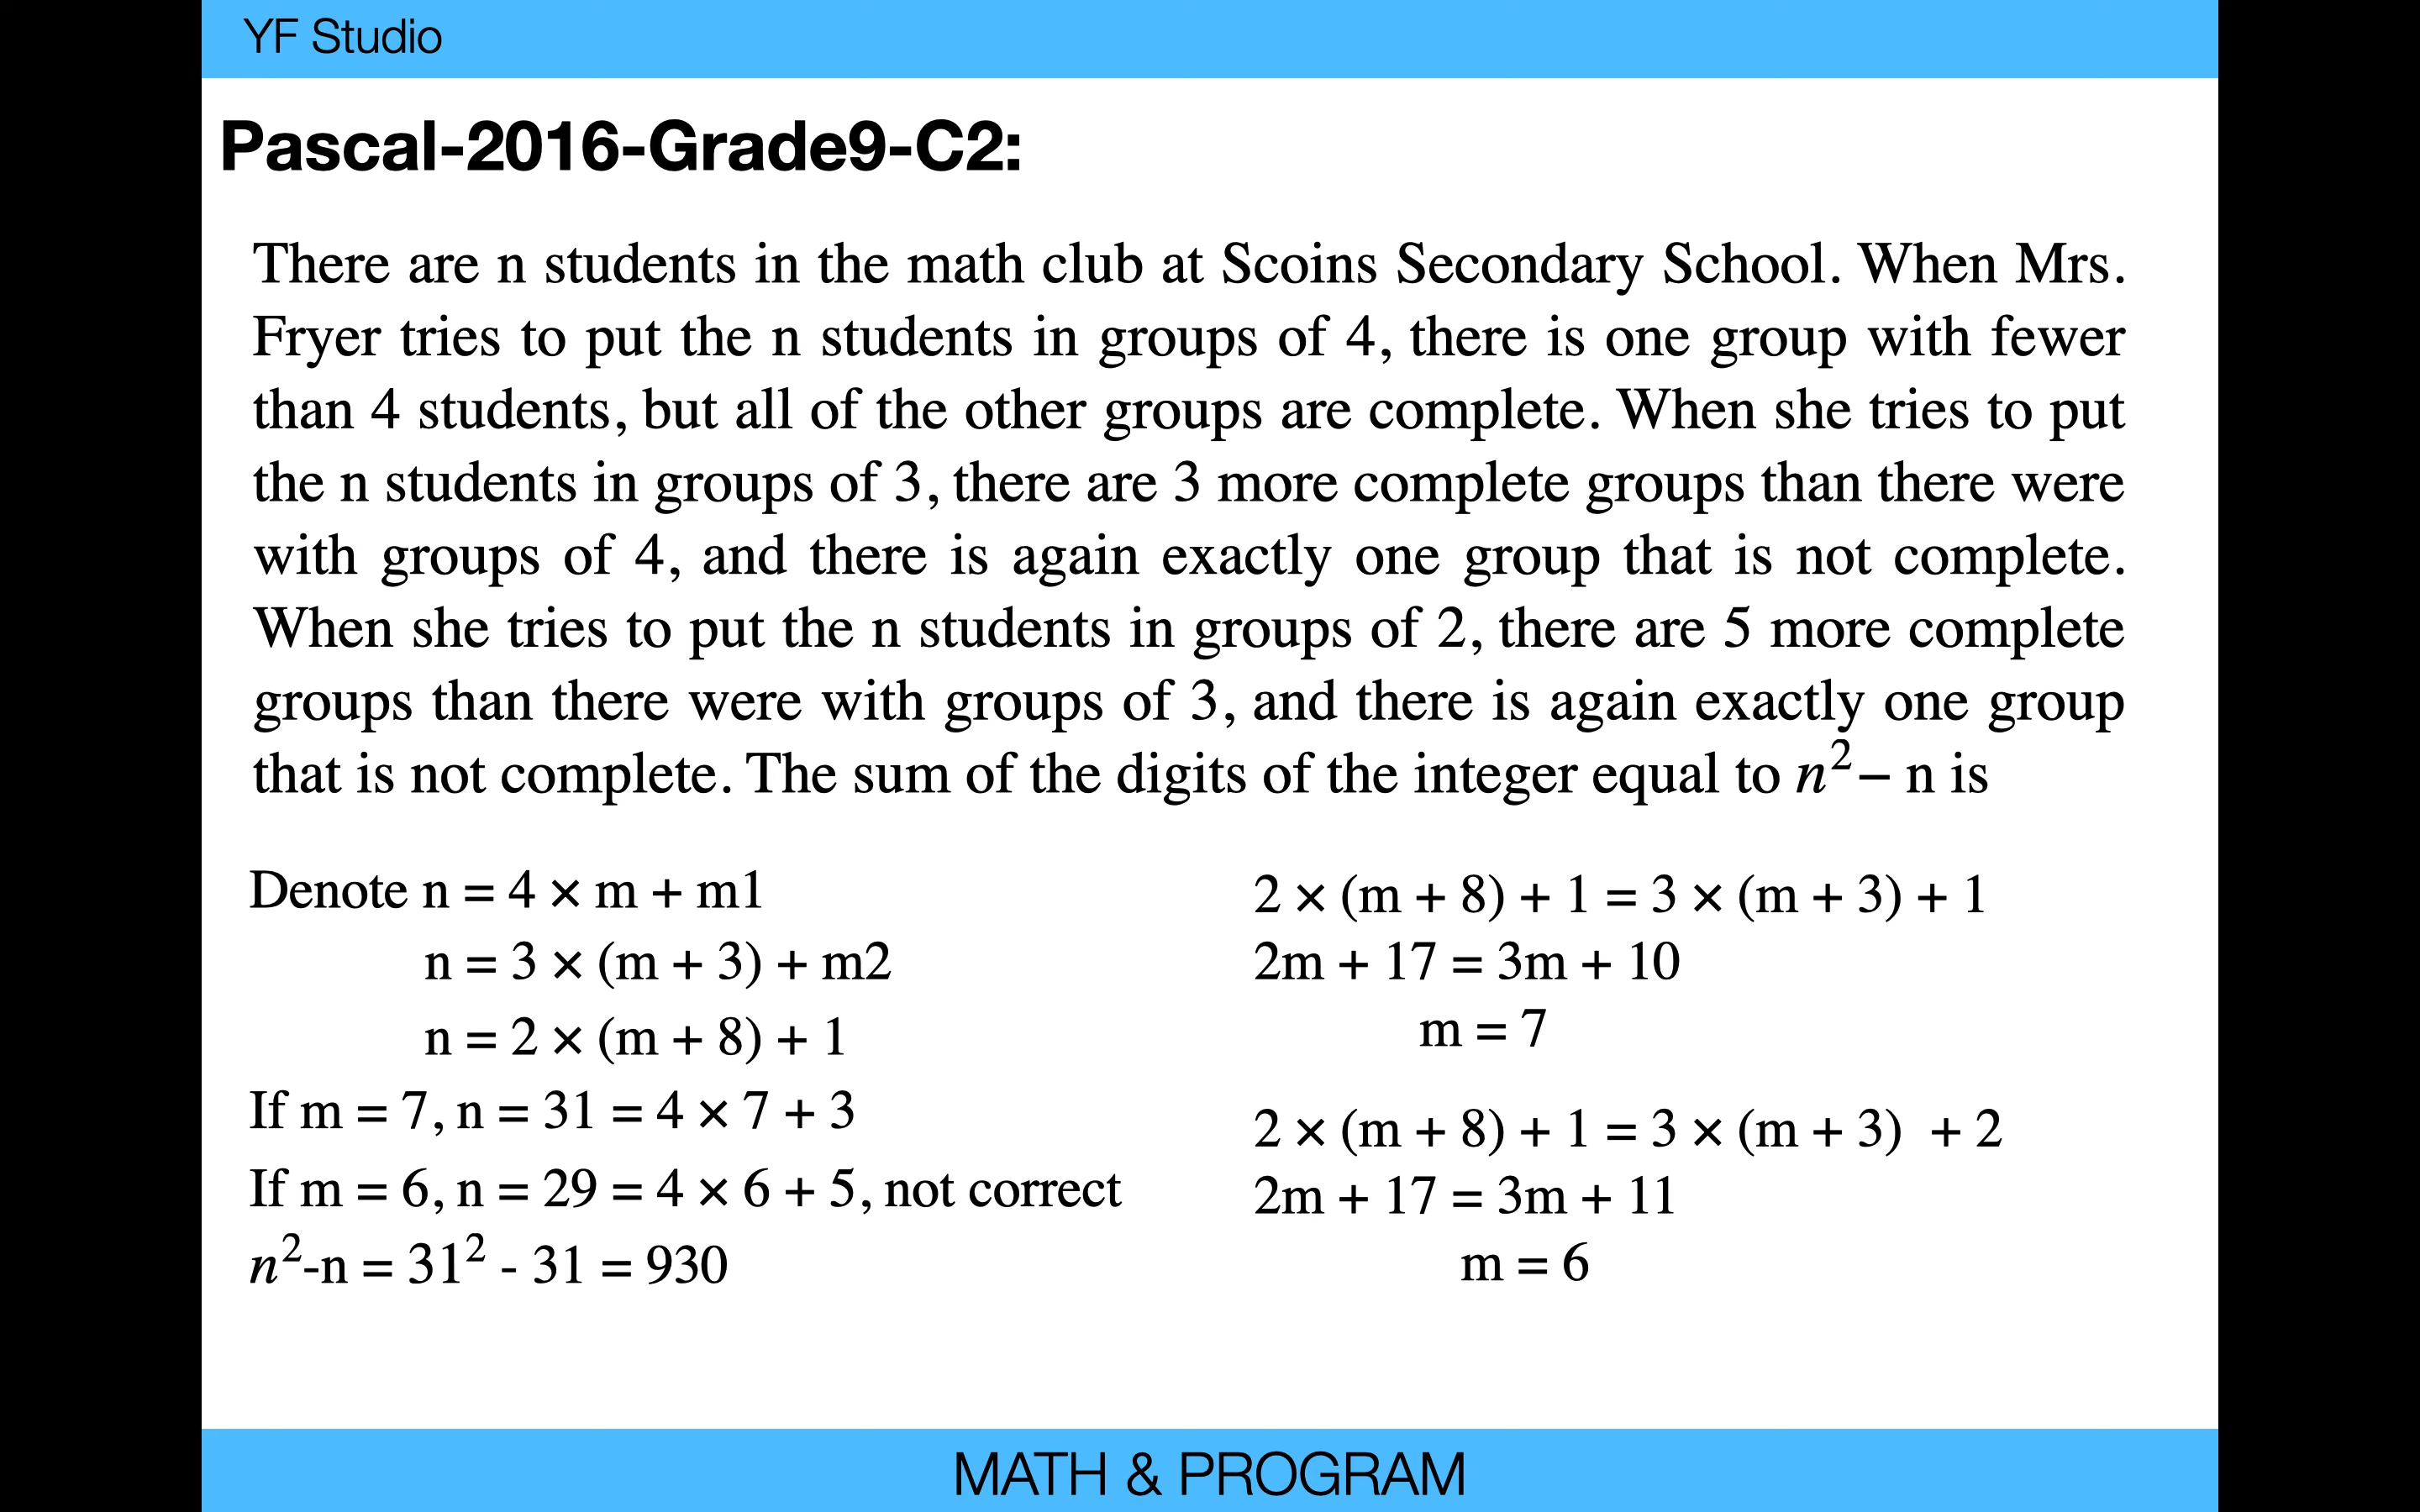 YF Studio
Pascal-2016-Grade9-C2:
There are n students in the math club at Scoins Secondary School. When Mrs.
Fryer tries to put the n students in groups of 4, there is one group with fewer
than 4 students, but all of the other groups are complete. When she tries to put
the n students in groups of 3, there are 3 more complete groups than there were
with groups of 4, and there is again exactly one group that is not complete.
When she tries to put the n students in groups of 2, there are 5 more complete
groups than there were with groups of 3, and there is again exactly one group
that is not complete. The sum of the digits of the integer equal to n² – n is
Denote n = 4 × m + m1
n = 3 × (m + 3) + m2
n = 2 × (m + 8) + 1
If m = 7, n = 31 = 4 × 7 + 3
If m = 6, n = 29 = 4 × 6 + 5, not correct
n²-n = 31² - 31 = 930
2 × (m + 8) + 1 = 3 × (m + 3) + 1
2m + 17 = 3m + 10
m = 7
2 × (m + 8) + 1 = 3 × (m + 3) + 2
2m + 17 = 3m + 11
m = 6
MATH & PROGRAM